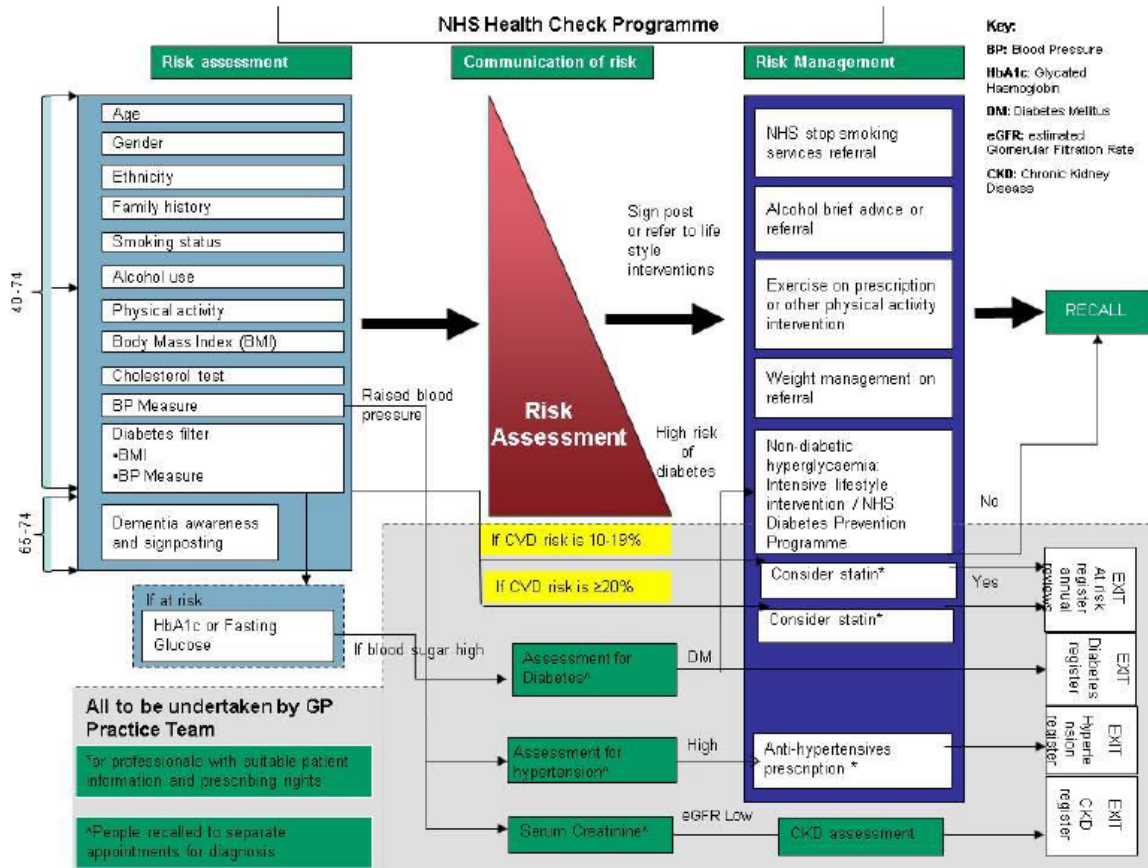 NHS Health Check Programme
Risk assessment
Communication of risk
Risk Management
Key:
BP: Blood Pressure
HbA1c: Glycated
Haemoglobin
DM: Diabetes Mellitus
eGFR: estimated
Glomerular Filtration Rate
CKD: Chronic Kidney
Disease
40-74
65-74
Age
Gender
Ethnicity
Family history
Smoking status
Alcohol use
Physical activity
Body Mass Index (BMI)
Cholesterol test
BP Measure
Diabetes filter
▪BMI
▪BP Measure
Dementia awareness
and signposting
If at risk
HbA1c or Fasting
Glucose
Raised blood
pressure
If blood sugar high
Risk
Assessment
Sign post
or refer to life
style
interventions
High risk
of
diabetes
If CVD risk is 10-19%
If CVD risk is ≥20%
NHS stop smoking
services referral
Alcohol brief advice or
referral
Exercise on prescription
or other physical activity
intervention
Weight management on
referral
Non-diabetic
hyperglycaemia:
Intensive lifestyle
intervention / NHS
Diabetes Prevention
Programme
Consider statin*
Consider statin*
RECALL
No
Yes
Assessment for
Diabetes^
DM
Assessment for
hypertension^
High
Anti-hypertensives
prescription *
Serum Creatinine^
eGFR Low
CKD assessment
EXIT
At risk
register
annual
reviews
EXIT
Diabetes
register
EXIT
Hyperte
nsion
register
EXIT
CKD
register
All to be undertaken by GP
Practice Team
*or professionals with suitable patient
information and prescribing rights
^People recalled to separate
appointments for diagnosis